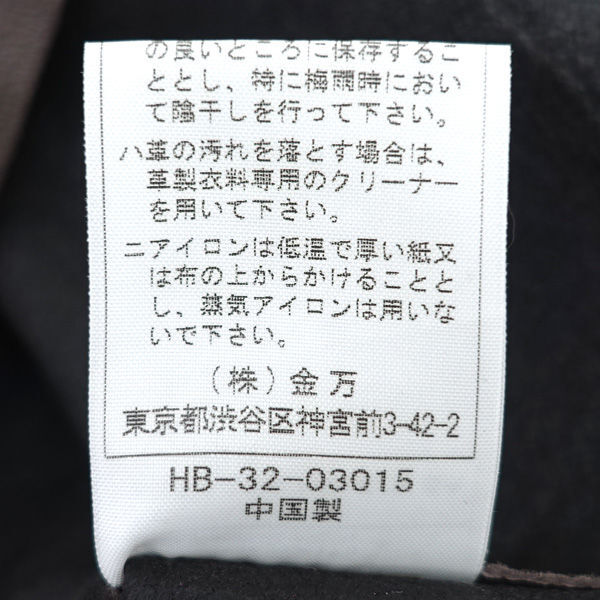 の良いところに保存するこ
ととし、特に梅雨時におい
て陰干しを行って下さい。
ハ革の汚れを落とす場合は、
革製衣料専用のクリーナー
を用いて下さい。
ニアイロンは低温で厚い紙又
は布の上からかけることと
し、蒸気アイロンは用いな
いで下さい。
(株)金万
東京都渋谷区神宮前3-42-2
HB-32-03015
中国製